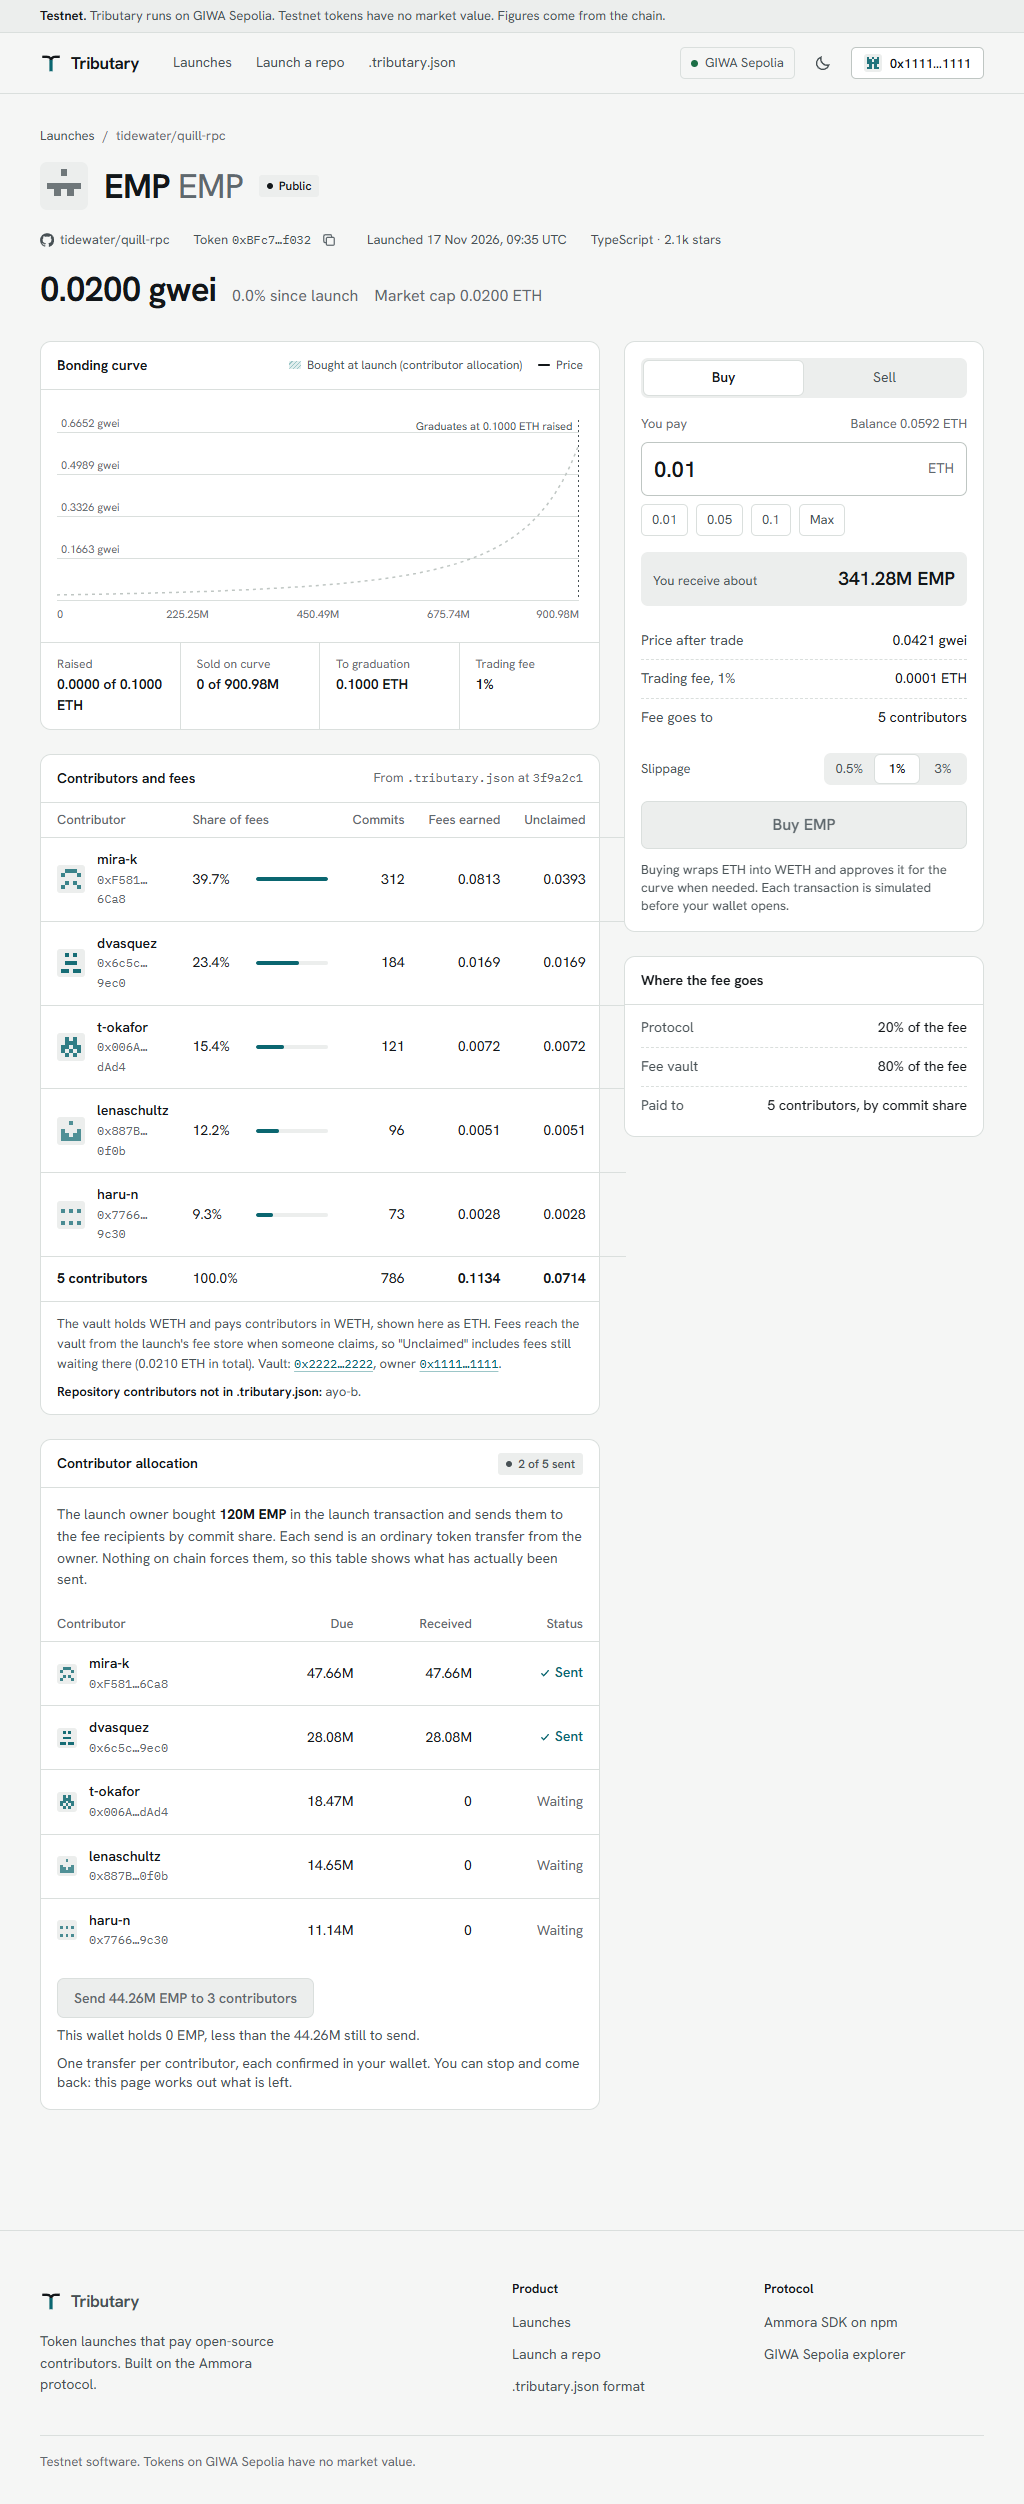 Testnet. Tributary runs on GIWA Sepolia. Testnet tokens have no market value. Figures come from the chain.
Tributary
Launches
Launch a repo
.tributary.json
GIWA Sepolia
0x1111…1111
Launches / tidewater/quill-rpc
EMP EMP
Public
tidewater/quill-rpc
Token 0xBFc7…f032
Launched 17 Nov 2026, 09:35 UTC
TypeScript · 2.1k stars
0.0200 gwei
0.0% since launch
Market cap 0.0200 ETH
Bonding curve
Bought at launch (contributor allocation)
Price
0.6652 gwei
Graduates at 0.1000 ETH raised
0.4989 gwei
0.3326 gwei
0.1663 gwei
0
225.25M
450.49M
675.74M
900.98M
Raised
0.0000 of 0.1000
ETH
Sold on curve
0 of 900.98M
To graduation
0.1000 ETH
Trading fee
1%
Contributors and fees
From .tributary.json at 3f9a2c1
Contributor
Share of fees
Commits
Fees earned
Unclaimed
mira-k
0xF581…
6Ca8
39.7%
312
0.0813
0.0393
dvasquez
0x6c5c…
9ec0
23.4%
184
0.0169
0.0169
t-okafor
0x006A…
dAd4
15.4%
121
0.0072
0.0072
lenaschultz
0x887B…
0f0b
12.2%
96
0.0051
0.0051
haru-n
0x7766…
9c30
9.3%
73
0.0028
0.0028
5 contributors
100.0%
786
0.1134
0.0714
The vault holds WETH and pays contributors in WETH, shown here as ETH. Fees reach the
vault from the launch's fee store when someone claims, so "Unclaimed" includes fees still
waiting there (0.0210 ETH in total). Vault: 0x2222…2222, owner 0x1111…1111.
Repository contributors not in .tributary.json: ayo-b.
Contributor allocation
2 of 5 sent
The launch owner bought 120M EMP in the launch transaction and sends them to
the fee recipients by commit share. Each send is an ordinary token transfer from the
owner. Nothing on chain forces them, so this table shows what has actually been
sent.
Contributor
Due
Received
Status
mira-k
0xF581…6Ca8
47.66M
47.66M
Sent
dvasquez
0x6c5c…9ec0
28.08M
28.08M
Sent
t-okafor
0x006A…dAd4
18.47M
0
Waiting
lenaschultz
0x887B…0f0b
14.65M
0
Waiting
haru-n
0x7766…9c30
11.14M
0
Waiting
Send 44.26M EMP to 3 contributors
This wallet holds 0 EMP, less than the 44.26M still to send.
One transfer per contributor, each confirmed in your wallet. You can stop and come
back: this page works out what is left.
Buy
Sell
You pay
Balance 0.0592 ETH
0.01
ETH
0.01
0.05
0.1
Max
You receive about
341.28M EMP
Price after trade
0.0421 gwei
Trading fee, 1%
0.0001 ETH
Fee goes to
5 contributors
Slippage
0.5%
1%
3%
Buy EMP
Buying wraps ETH into WETH and approves it for the
curve when needed. Each transaction is simulated
before your wallet opens.
Where the fee goes
Protocol
20% of the fee
Fee vault
80% of the fee
Paid to
5 contributors, by commit share
Tributary
Token launches that pay open-source
contributors. Built on the Ammora
protocol.
Product
Launches
Launch a repo
.tributary.json format
Protocol
Ammora SDK on npm
GIWA Sepolia explorer
Testnet software. Tokens on GIWA Sepolia have no market value.